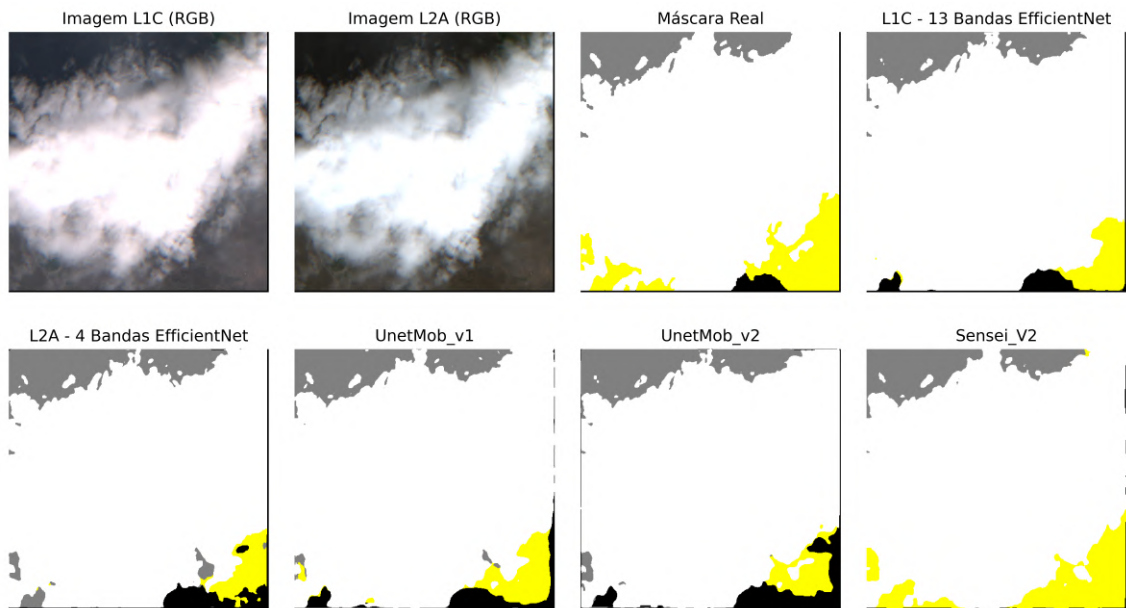 Imagem L1C (RGB)
Imagem L2A (RGB)
Máscara Real
L1C - 13 Bandas EfficientNet
L2A - 4 Bandas EfficientNet
UnetMob_v1
UnetMob_v2
Sensei_V2